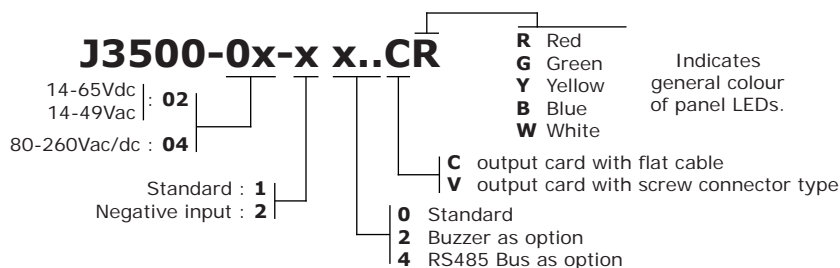 J3500-0x-x x..CR
14-65Vdc
14-49Vac
: 02
80-260Vac/dc : 04
Standard : 1
Negative input : 2
R Red
G Green
Y Yellow
B Blue
W White
Indicates
general colour
of panel LEDs.
C output card with flat cable
V output card with screw connector type
0 Standard
2 Buzzer as option
4 RS485 Bus as option